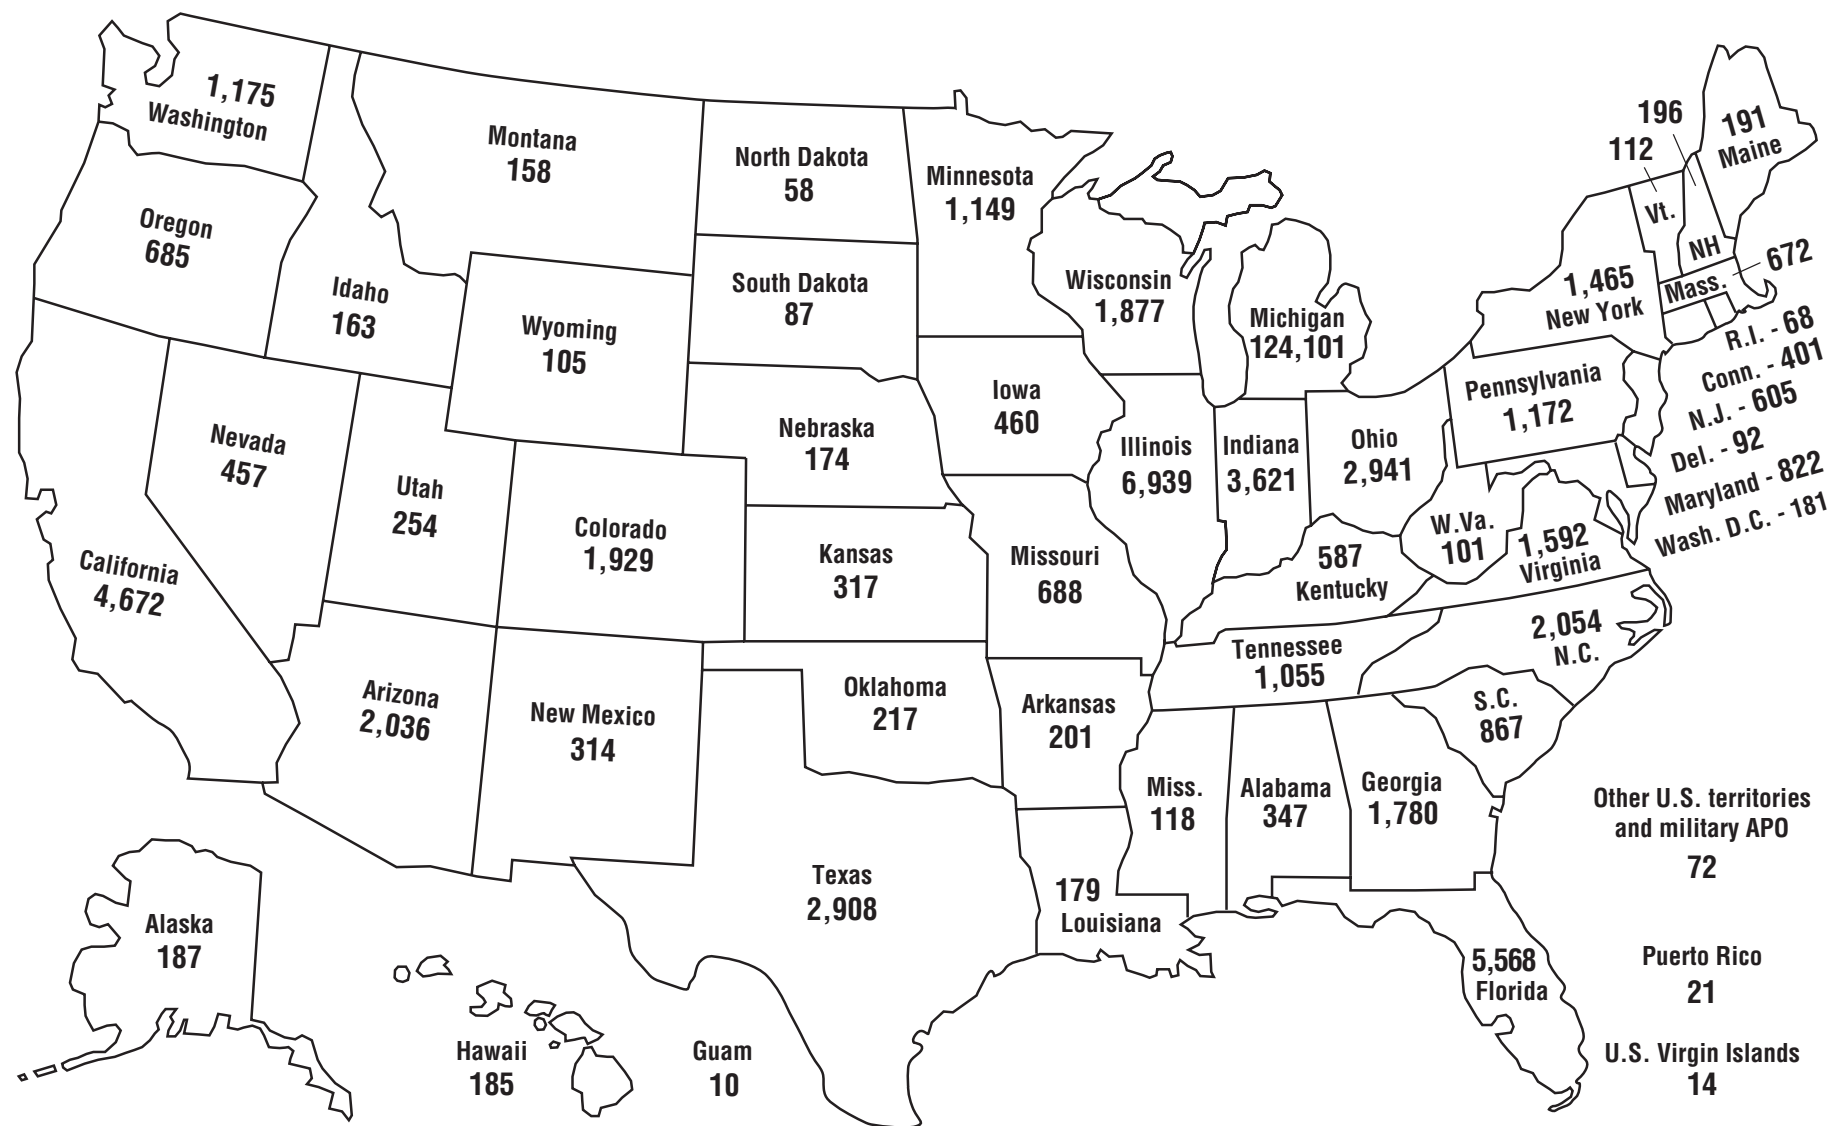 1,175
Washington
Montana
158
North Dakota
58
Minnesota
1,149
196
112
191
Maine
Vt.
NH
Oregon
685
Idaho
163
Wyoming
105
South Dakota
87
Wisconsin
1,877
Michigan
124,101
1,465
New York
Mass.
672
R.I. - 68
Conn. - 401
N.J. - 605
Del. - 92
Maryland - 822
Wash. D.C. - 181
Pennsylvania
1,172
Iowa
460
Nebraska
174
Nevada
457
Utah
254
Colorado
1,929
Illinois
6,939
Indiana
3,621
Ohio
2,941
W.Va.
101
1,592
Virginia
California
4,672
Kansas
317
Missouri
688
587
Kentucky
2,054
N.C.
Tennessee
1,055
Arizona
2,036
New Mexico
314
Oklahoma
217
Arkansas
201
S.C.
867
Miss.
118
Alabama
347
Georgia
1,780
Other U.S. territories
and military APO
72
Texas
2,908
179
Louisiana
Alaska
187
5,568
Florida
Puerto Rico
21
Hawaii
185
Guam
10
U.S. Virgin Islands
14